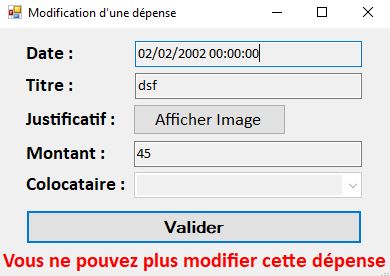 Modification d'une dépense
Date : 02/02/2002 00:00:00
Titre : dsf
Justificatif : Afficher Image
Montant : 45
Colocataire :
Valider
Vous ne pouvez plus modifier cette dépense